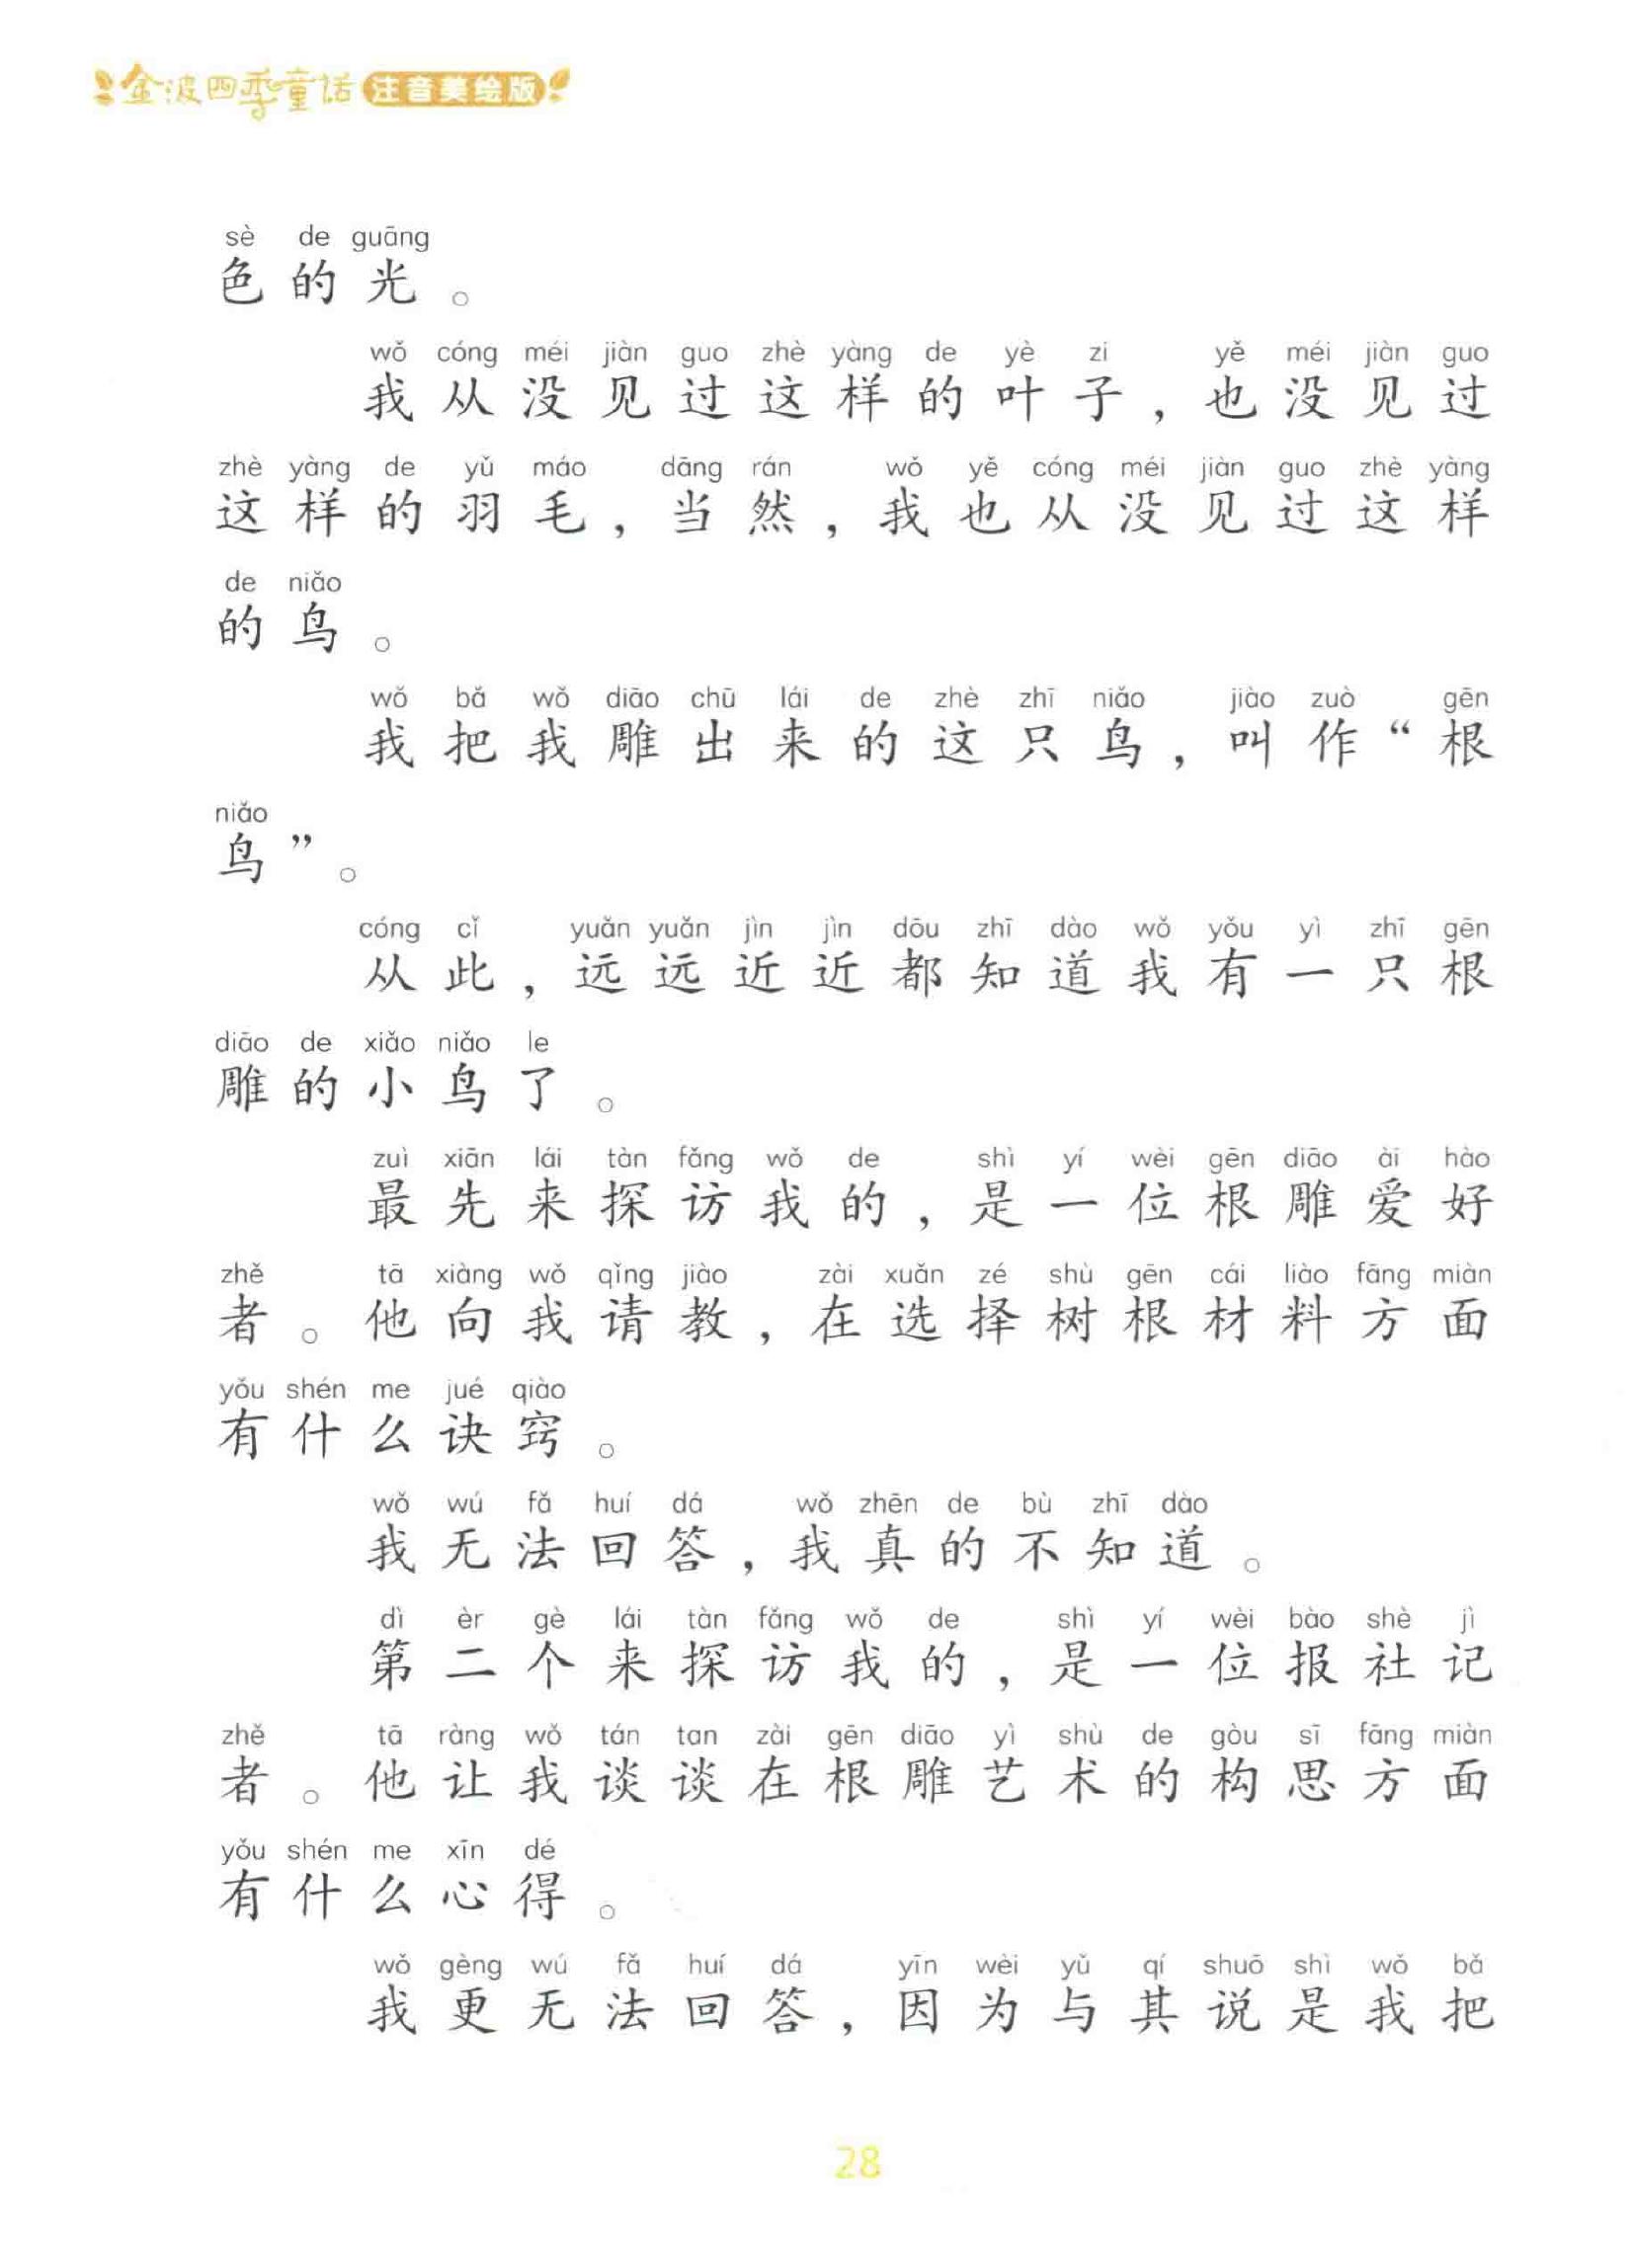 金波四季童话 注音美绘版
sè de guāng
色的光。
wǒ cóng méi jiàn guo zhè yàng de yè zi yě méi jiàn guo
我从没见过这样的叶子，也没见过
zhè yàng de yǔ máo dāng rán wǒ yě cóng méi jiàn guo zhè yàng
这样的羽毛，当然，我也从没见过这样
de niǎo
的鸟。
wǒ bǎ wǒ diāo chū lái de zhè zhī niǎo jiào zuò gēn
我把我雕出来的这只鸟，叫作“根
niǎo
鸟”。
cóng cǐ yuǎn yuǎn jìn jìn dōu zhī dào wǒ yǒu yì zhī gēn
从此，远远近近都知道我有一只根
diāo de xiǎo niǎo le
雕的小鸟了。
zuì xiān lái tàn fǎng wǒ de shì yí wèi gēn diāo ài hào
最先来探访我的，是一位根雕爱好
zhě tā xiàng wǒ qǐng jiào zài xuǎn zé shù gēn cái liào fāng miàn
者。他向我请教，在选择树根材料方面
yǒu shén me jué qiào
有什么诀窍。
wǒ wú fǎ huí dá wǒ zhēn de bù zhī dào
我无法回答，我真的不知道。
dì èr gè lái tàn fǎng wǒ de shì yí wèi bào shè jì
第二个来探访我的，是一位报社记
zhě tā ràng wǒ tán tan zài gēn diāo yì shù de gòu sī fāng miàn
者。他让我谈谈在根雕艺术的构思方面
yǒu shén me xīn dé
有什么心得。
wǒ gèng wú fǎ huí dá yīn wèi yǔ qí shuō shì wǒ bǎ
我更无法回答，因为与其说是我把
28